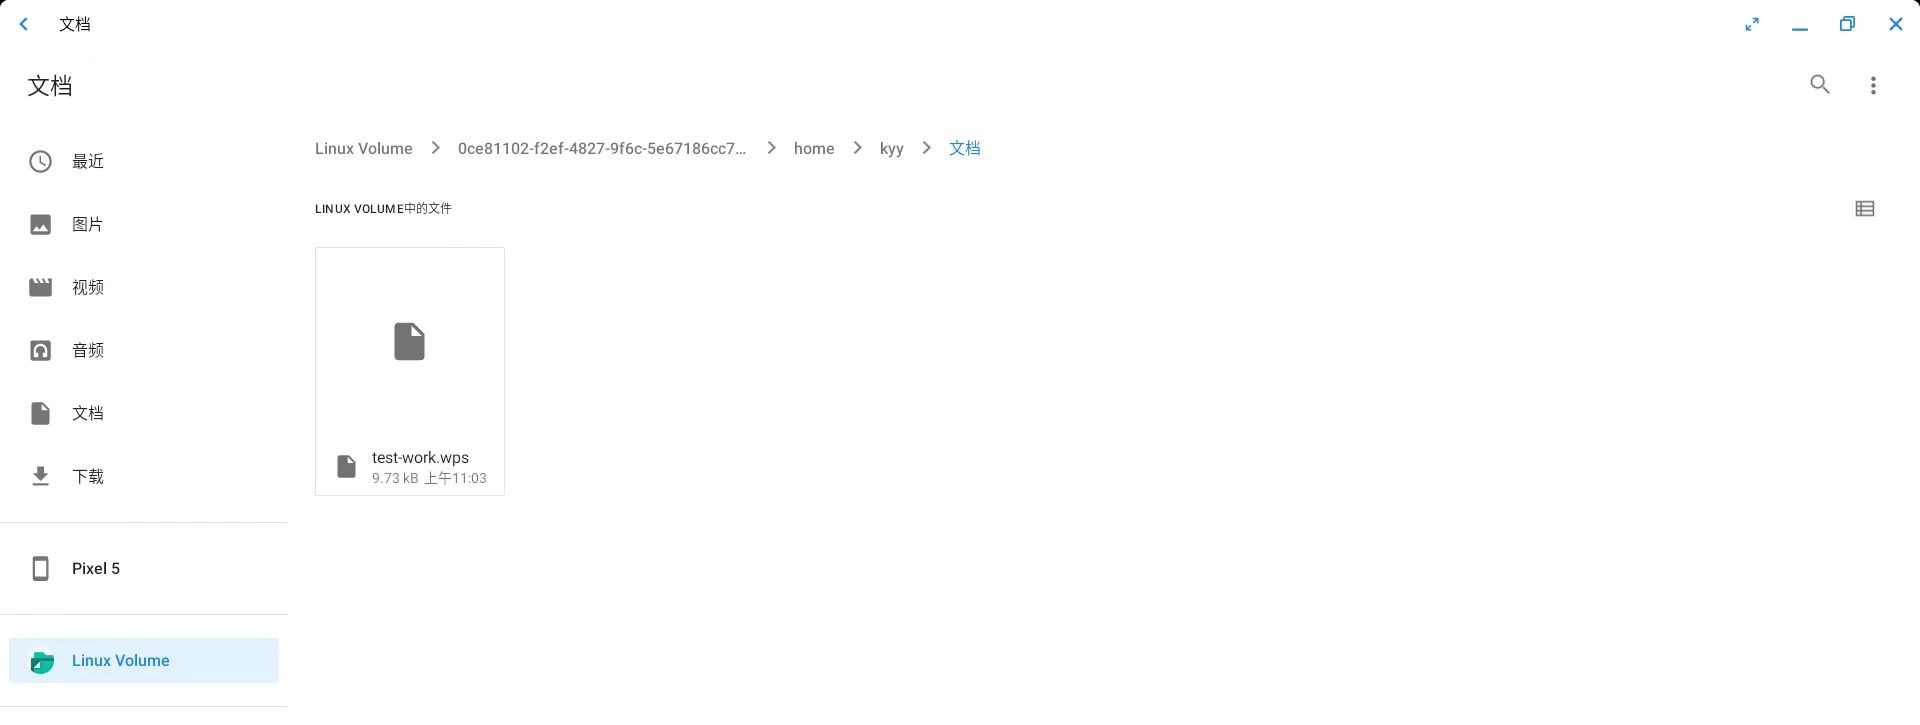 文档
文档
最近
图片
视频
音频
文档
下载
Pixel 5
Linux Volume
Linux Volume 0ce81102-f2ef-4827-9f6c-5e67186cc7... home kyy 文档
LINUX VOLUME中的文件
test-work.wps
9.73 kB 上午11:03